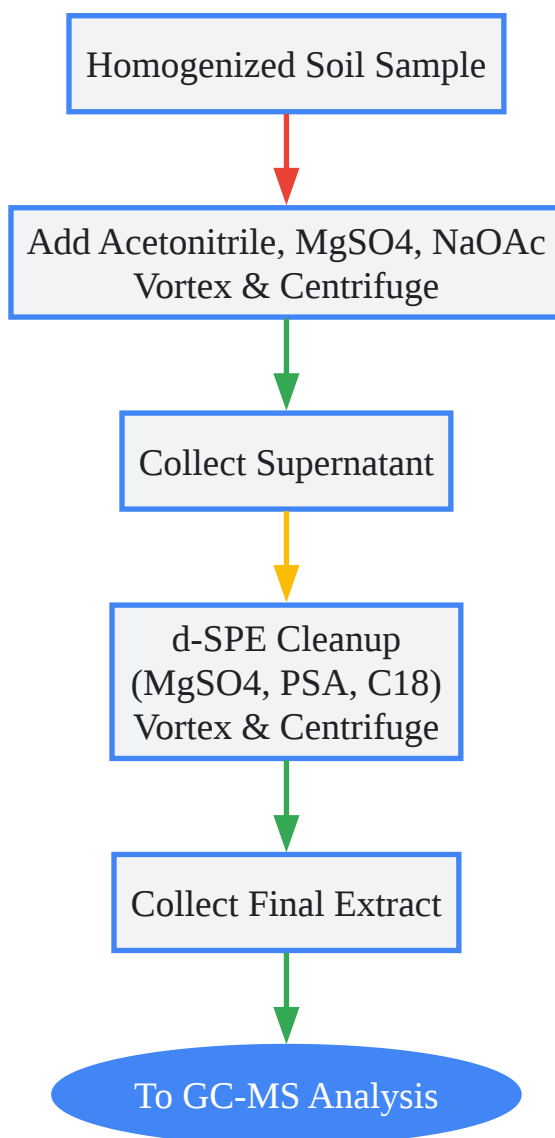 Homogenized Soil Sample
Add Acetonitrile, MgSO4, NaOAc
Vortex & Centrifuge
Collect Supernatant
d-SPE Cleanup
(MgSO4, PSA, C18)
Vortex & Centrifuge
Collect Final Extract
To GC-MS Analysis